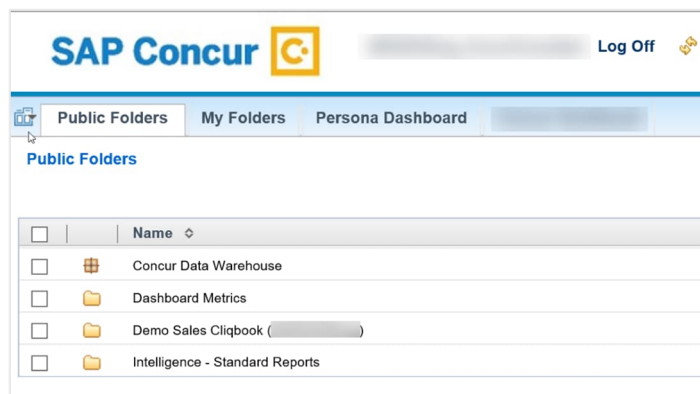 SAP Concur C. Log Off
Public Folders My Folders Persona Dashboard
Public Folders
Name
Concur Data Warehouse
Dashboard Metrics
Demo Sales Cliqbook ( )
Intelligence - Standard Reports